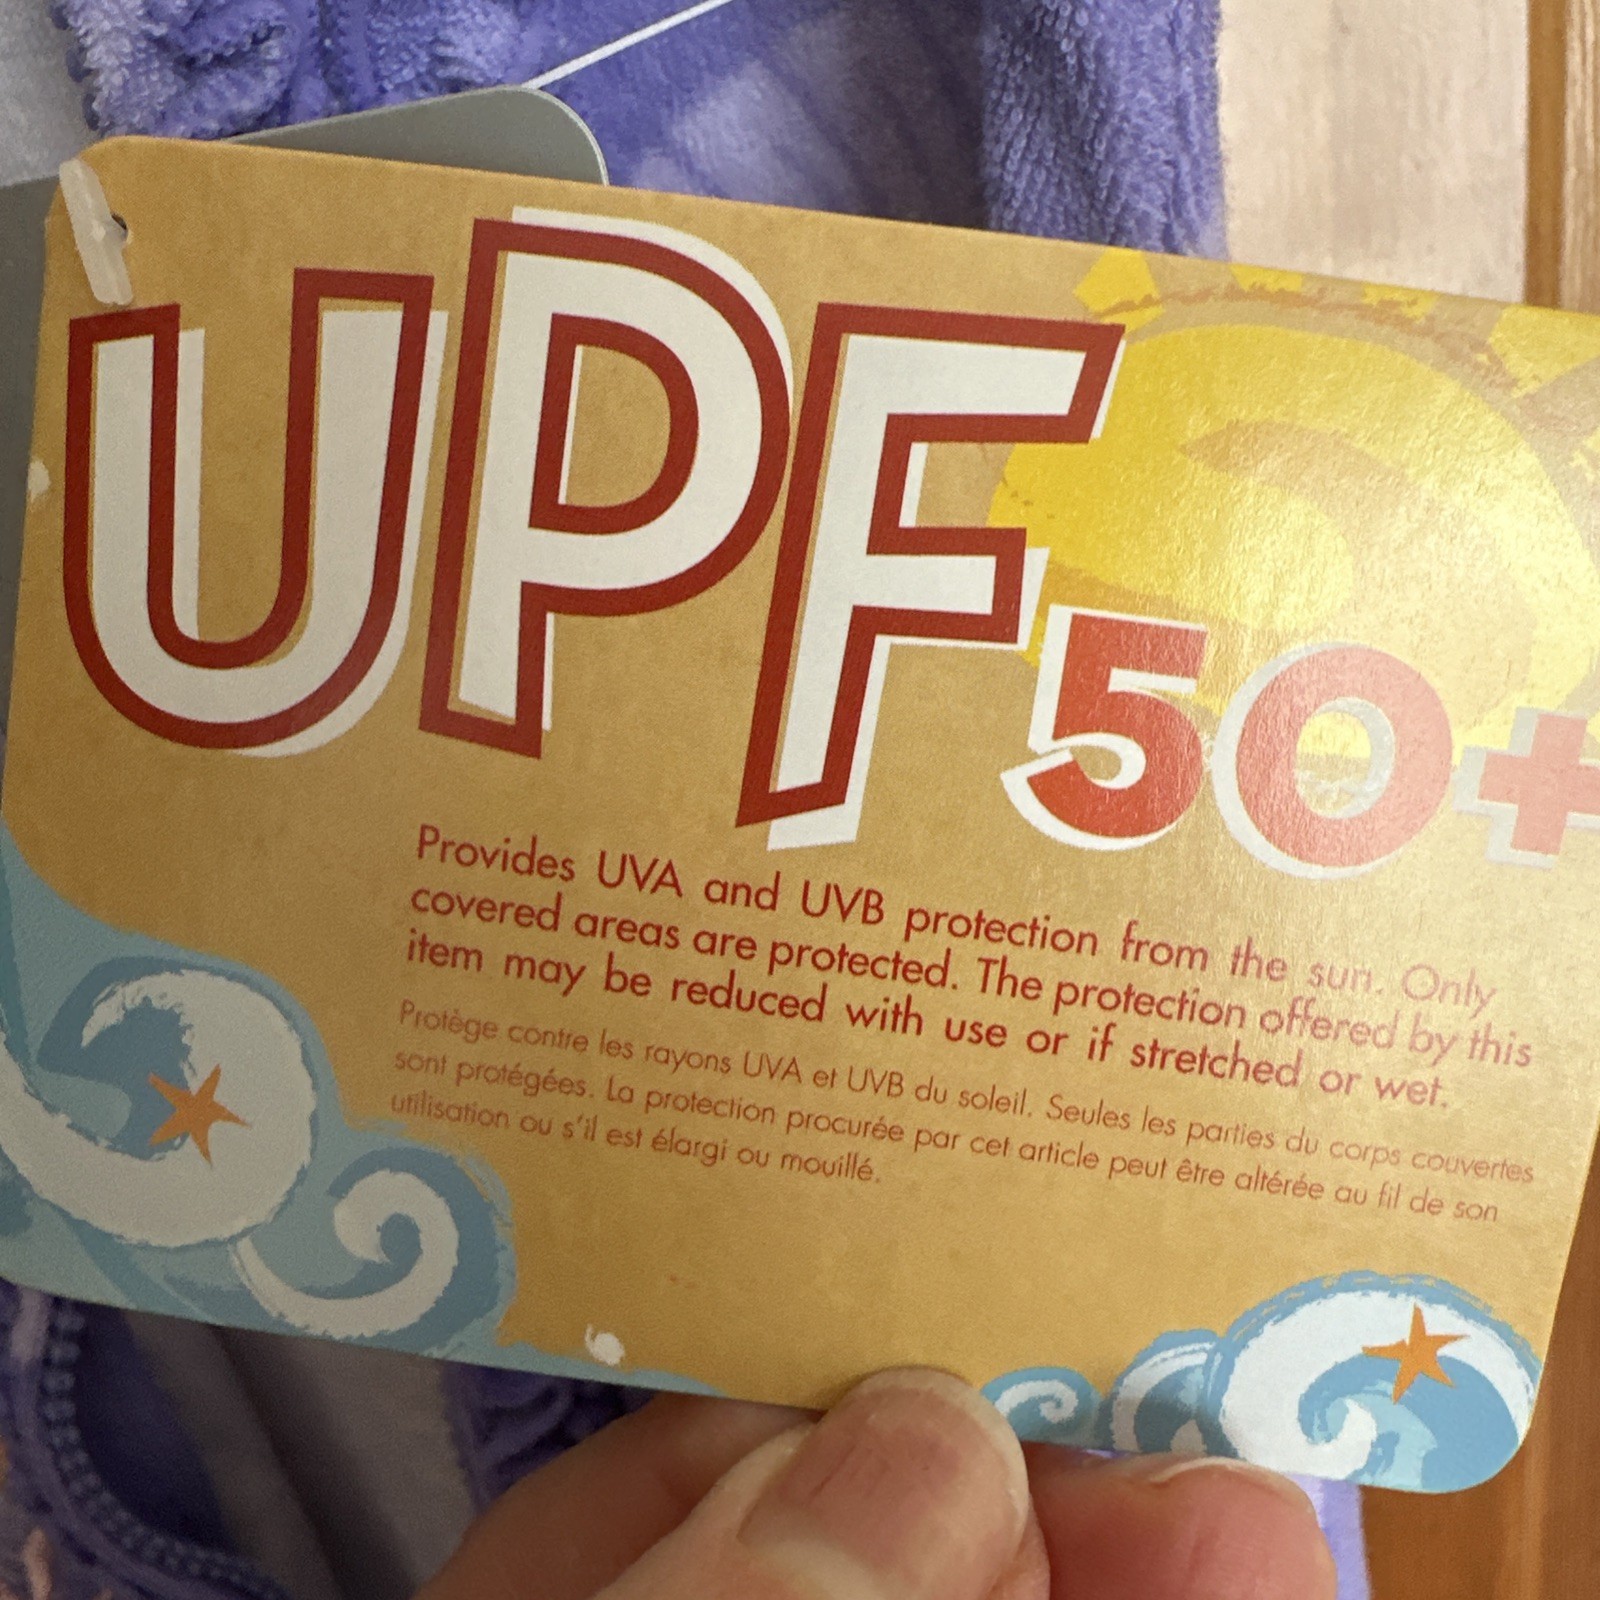 UPF 50+
Provides UVA and UVB protection from the sun. Only
covered areas are protected. The protection offered by this
item may be reduced with use or if stretched or wet.
Protège contre les rayons UVA et UVB du soleil. Seules les parties du corps couvertes
sont protégées. La protection procurée par cet article peut être altérée au fil de son
utilisation ou s'il est élargi ou mouillé.